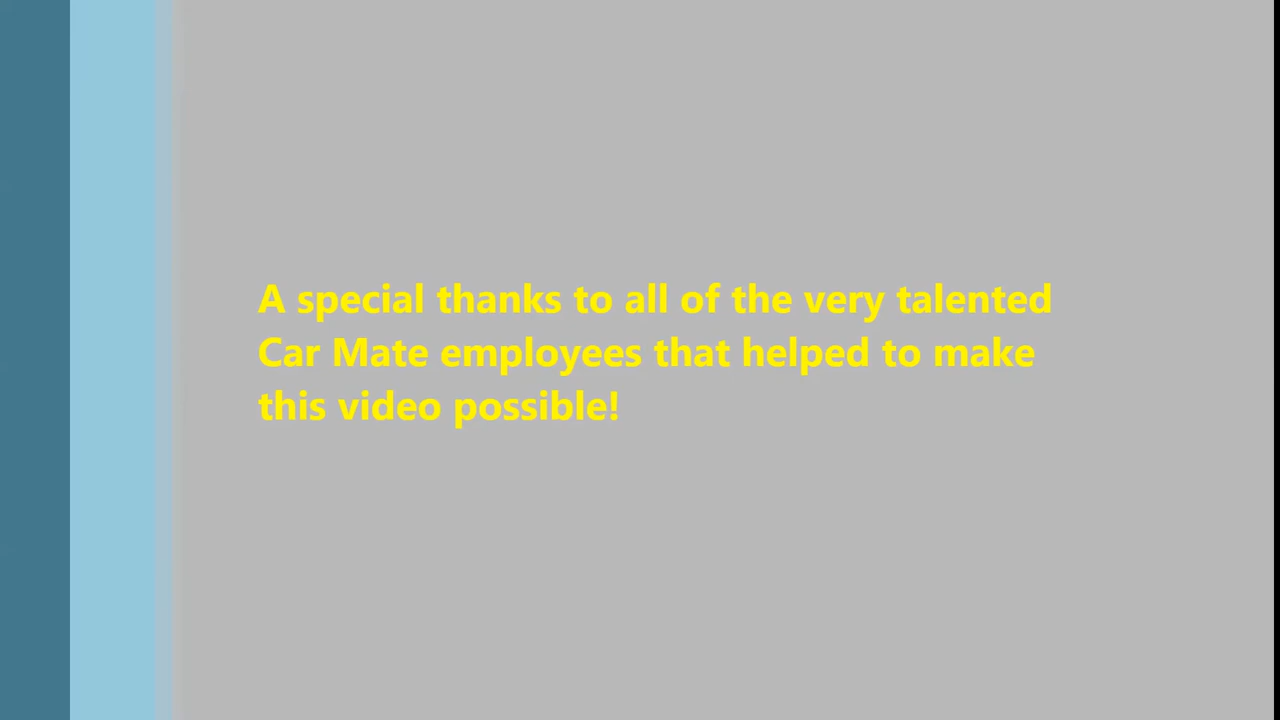 A special thanks to all of the very talented
Car Mate employees that helped to make
this video possible!